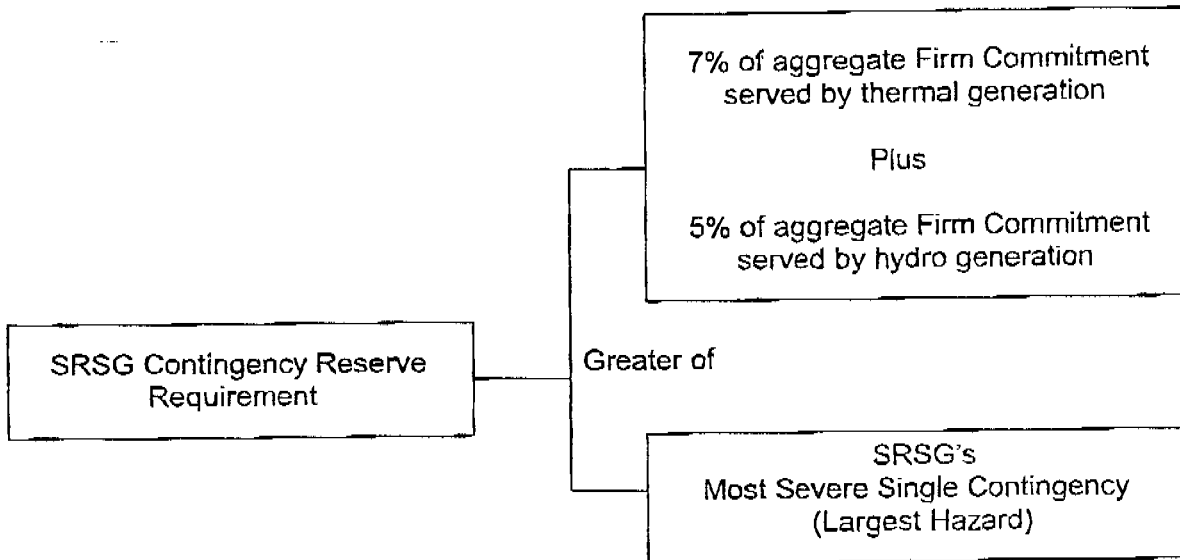 7% of aggregate Firm Commitment
served by thermal generation
Plus
5% of aggregate Firm Commitment
served by hydro generation
SRSG Contingency Reserve
Requirement
Greater of
SRSG's
Most Severe Single Contingency
(Largest Hazard)